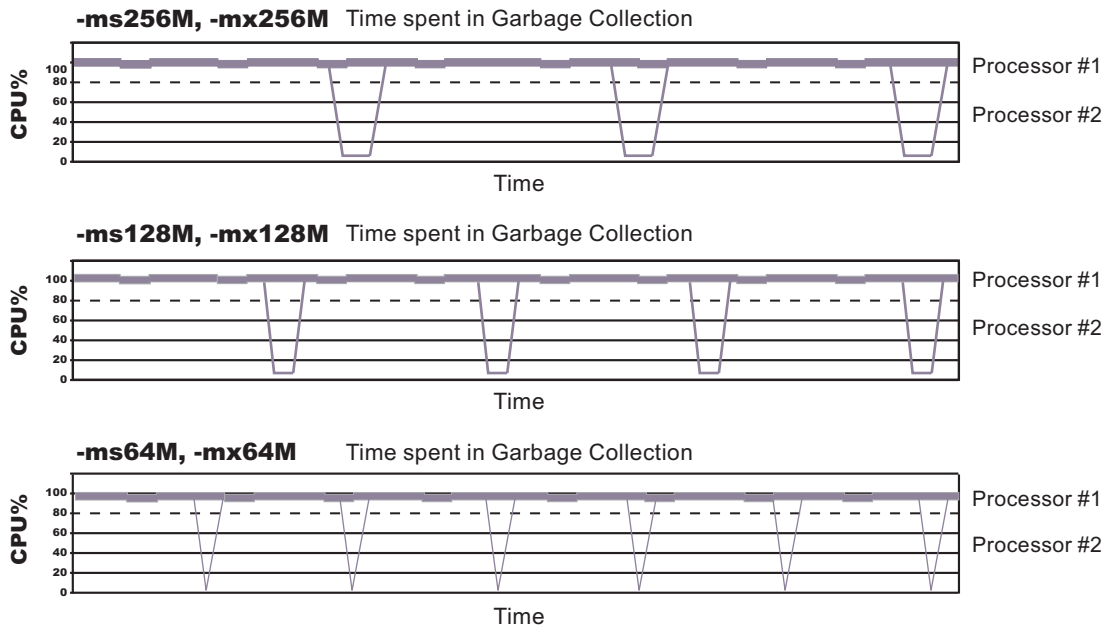 -ms256M, -mx256M Time spent in Garbage Collection
CPU%
100
80
60
40
20
0
Processor #1
Processor #2
Time
-ms128M, -mx128M Time spent in Garbage Collection
CPU%
100
80
60
40
20
0
Processor #1
Processor #2
Time
-ms64M, -mx64M Time spent in Garbage Collection
CPU%
100
80
60
40
20
0
Processor #1
Processor #2
Time